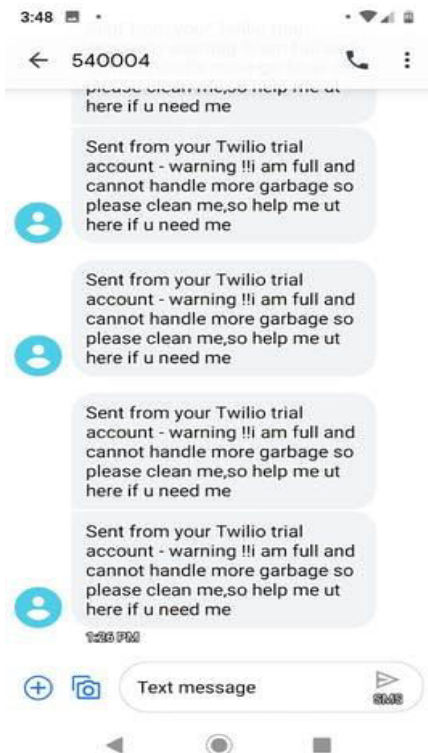 3:48
540004
please clean me,so help me ut
here if u need me
Sent from your Twilio trial
account - warning !!i am full and
cannot handle more garbage so
please clean me,so help me ut
here if u need me
Sent from your Twilio trial
account - warning !!i am full and
cannot handle more garbage so
please clean me,so help me ut
here if u need me
Sent from your Twilio trial
account - warning !!i am full and
cannot handle more garbage so
please clean me,so help me ut
here if u need me
Sent from your Twilio trial
account - warning !!i am full and
cannot handle more garbage so
please clean me,so help me ut
here if u need me
1:26 PM
Text message
SMS